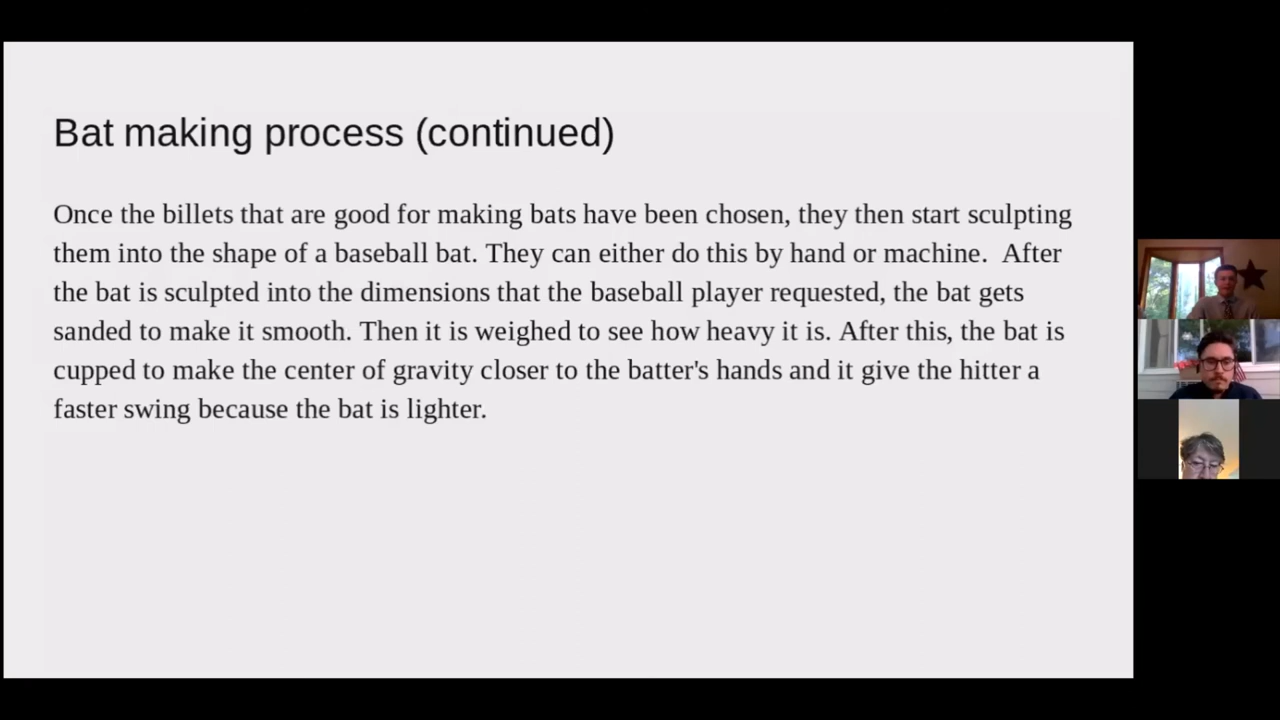 Bat making process (continued)
Once the billets that are good for making bats have been chosen, they then start sculpting
them into the shape of a baseball bat. They can either do this by hand or machine.  After
the bat is sculpted into the dimensions that the baseball player requested, the bat gets
sanded to make it smooth. Then it is weighed to see how heavy it is. After this, the bat is
cupped to make the center of gravity closer to the batter's hands and it give the hitter a
faster swing because the bat is lighter.